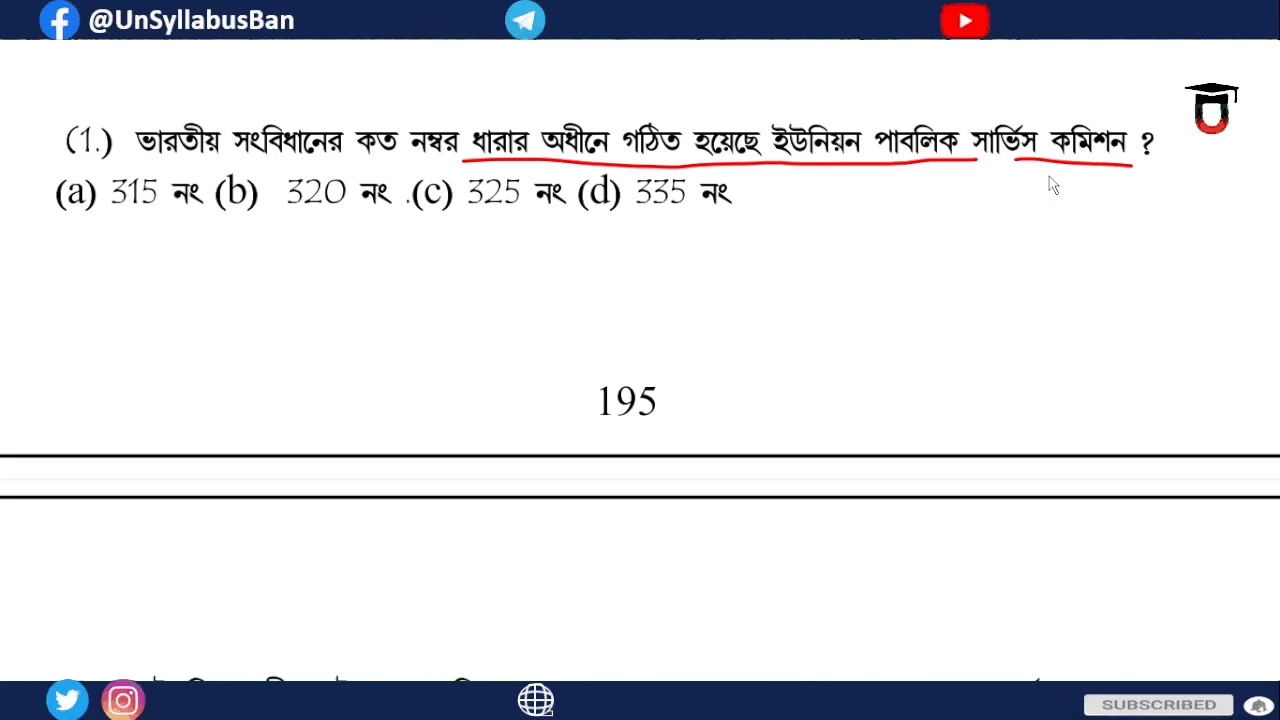 @UnSyllabusBan
(1.) ভারতীয় সংবিধানের কত নম্বর ধারার অধীনে গঠিত হয়েছে ইউনিয়ন পাবলিক সার্ভিস কমিশন ?
(a) 315 নং (b) 320 নং .(c) 325 নং (d) 335 নং
195
SUBSCRIBED